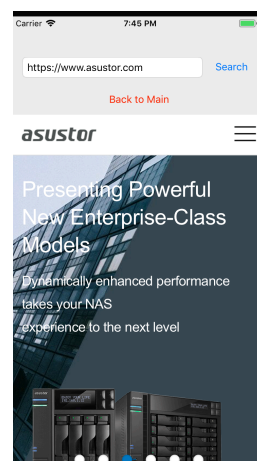 Carrier 7:45 PM
https://www.asustor.com Search
Back to Main
asustor
Presenting Powerful
New Enterprise-Class
Models
Dynamically enhanced performance
takes your NAS
experience to the next level